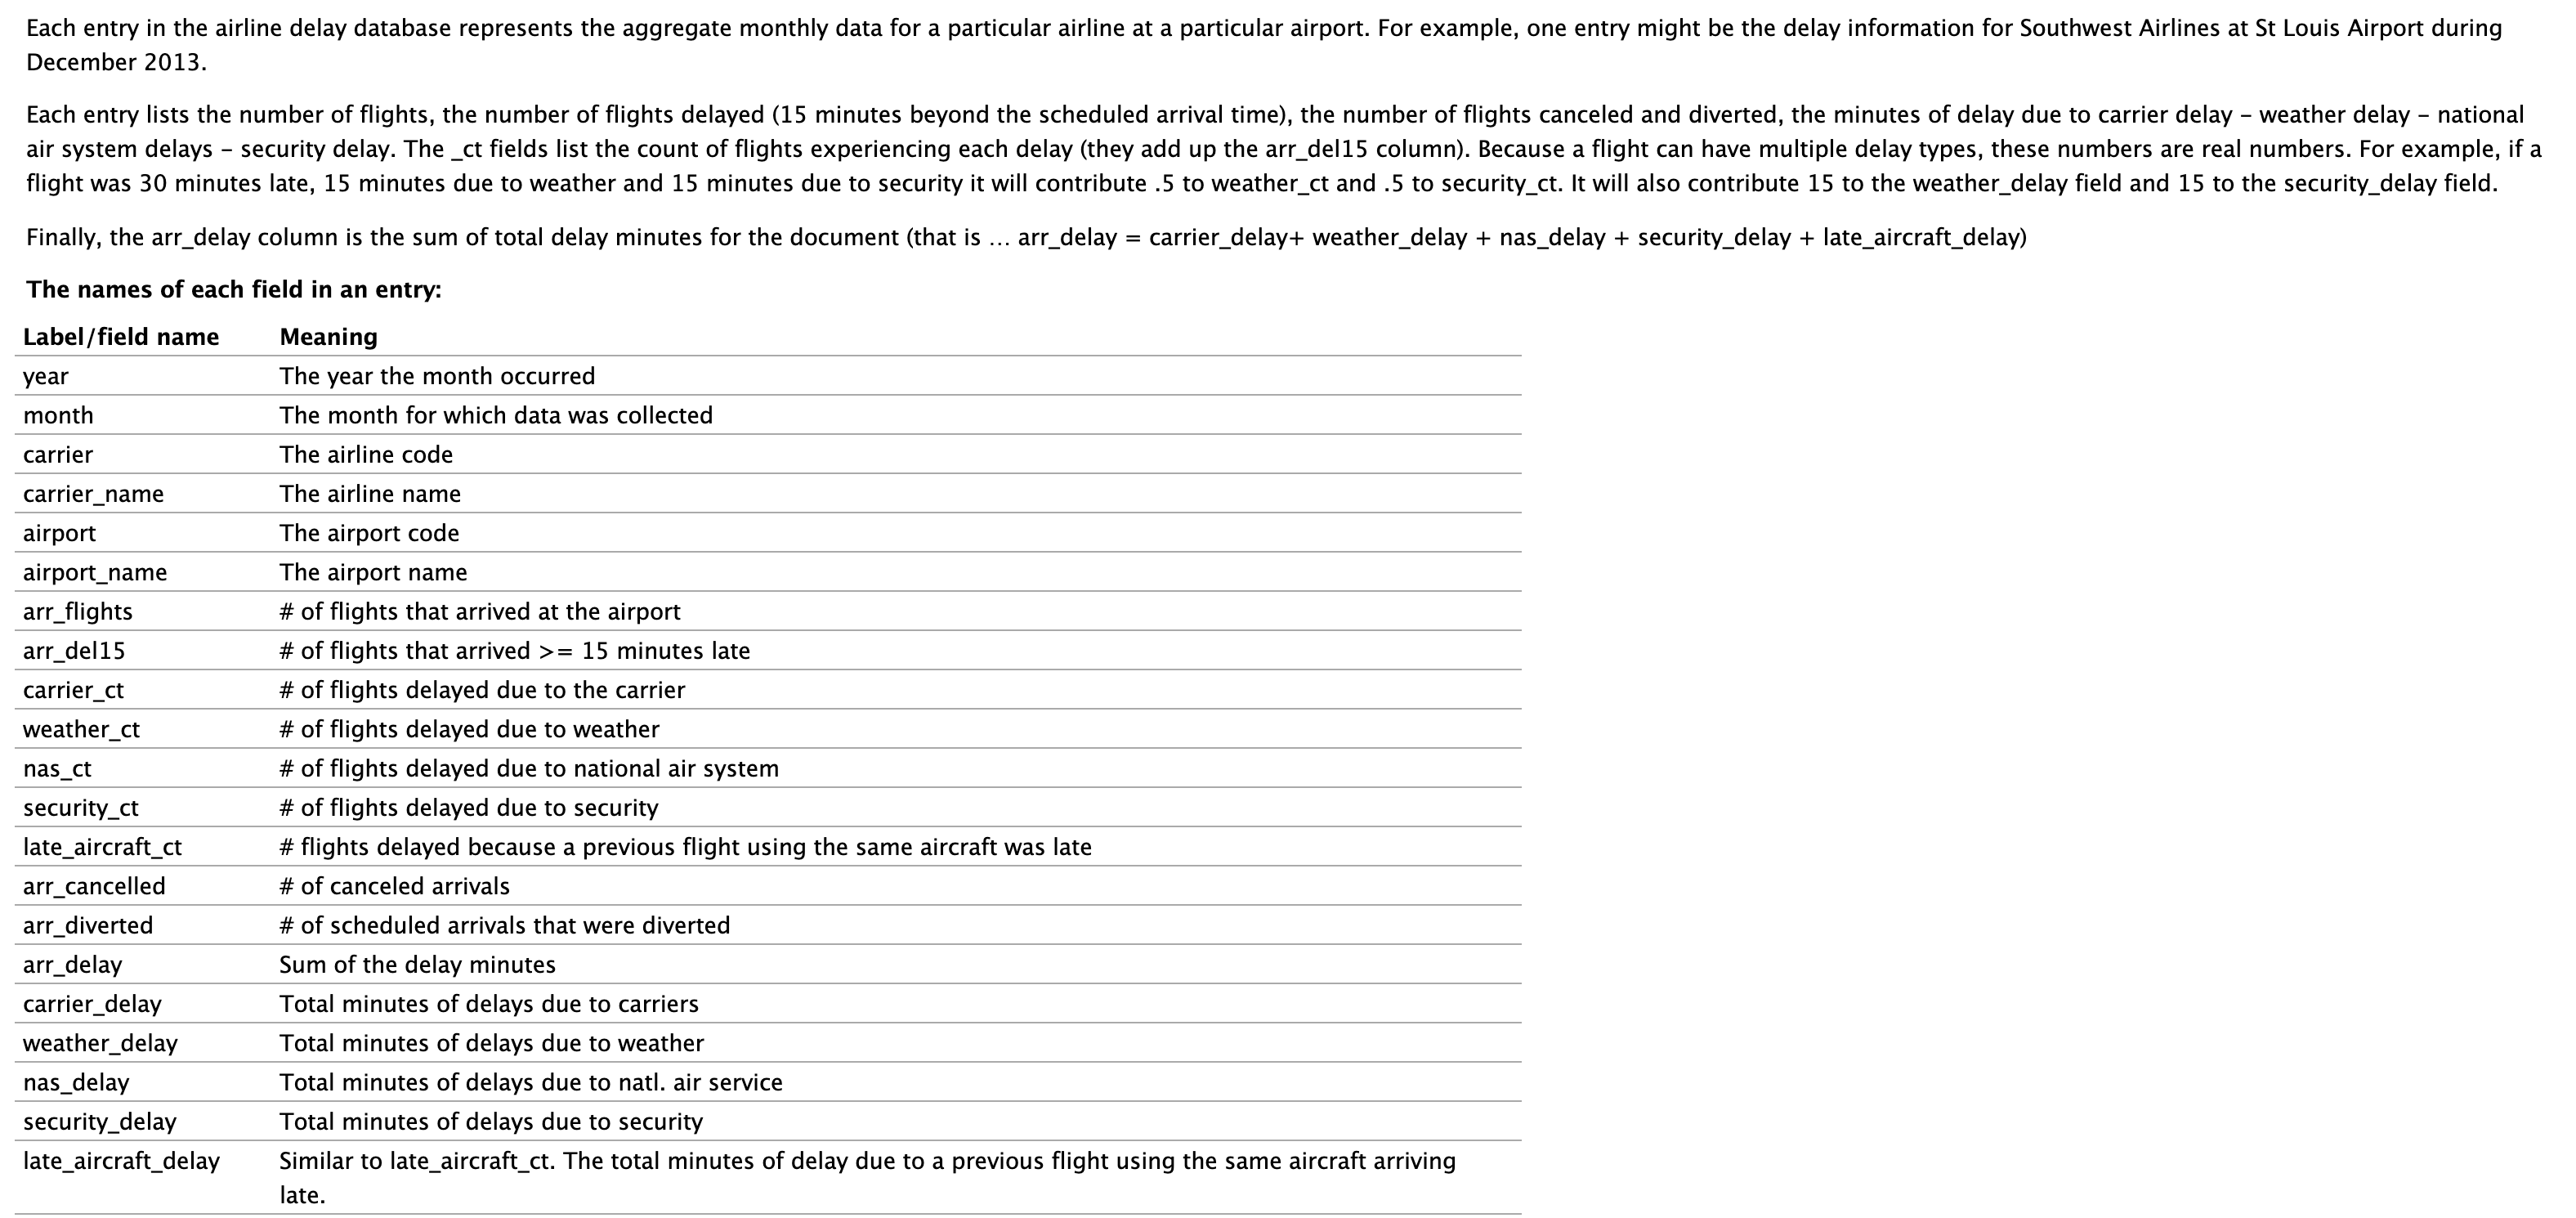 Each entry in the airline delay database represents the aggregate monthly data for a particular airline at a particular airport. For example, one entry might be the delay information for Southwest Airlines at St Louis Airport during
December 2013.
Each entry lists the number of flights, the number of flights delayed (15 minutes beyond the scheduled arrival time), the number of flights canceled and diverted, the minutes of delay due to carrier delay – weather delay – national
air system delays – security delay. The _ct fields list the count of flights experiencing each delay (they add up the arr_del15 column). Because a flight can have multiple delay types, these numbers are real numbers. For example, if a
flight was 30 minutes late, 15 minutes due to weather and 15 minutes due to security it will contribute .5 to weather_ct and .5 to security_ct. It will also contribute 15 to the weather_delay field and 15 to the security_delay field.
Finally, the arr_delay column is the sum of total delay minutes for the document (that is … arr_delay = carrier_delay+ weather_delay + nas_delay + security_delay + late_aircraft_delay)
The names of each field in an entry:
Label/field name Meaning
year The year the month occurred
month The month for which data was collected
carrier The airline code
carrier_name The airline name
airport The airport code
airport_name The airport name
arr_flights # of flights that arrived at the airport
arr_del15 # of flights that arrived >= 15 minutes late
carrier_ct # of flights delayed due to the carrier
weather_ct # of flights delayed due to weather
nas_ct # of flights delayed due to national air system
security_ct # of flights delayed due to security
late_aircraft_ct # flights delayed because a previous flight using the same aircraft was late
arr_cancelled # of canceled arrivals
arr_diverted # of scheduled arrivals that were diverted
arr_delay Sum of the delay minutes
carrier_delay Total minutes of delays due to carriers
weather_delay Total minutes of delays due to weather
nas_delay Total minutes of delays due to natl. air service
security_delay Total minutes of delays due to security
late_aircraft_delay Similar to late_aircraft_ct. The total minutes of delay due to a previous flight using the same aircraft arriving
late.